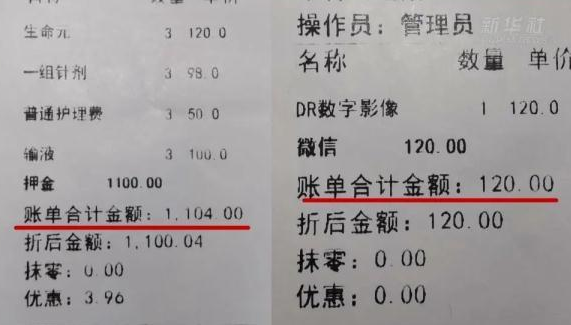 生命元 3 120.0
一组针剂 3 98.0
普通护理费 3 50.0
输液 3 100.0
押金 1100.00
账单合计金额: 1,104.00
折后金额: 1,100.04
抹零: 0.00
优惠: 3.96
新华社
操作员: 管理员
名称 数量 单价
DR数字影像 1 120.0
微信 120.00
账单合计金额: 120.00
折后金额: 120.00
抹零: 0.00
优惠: 0.00